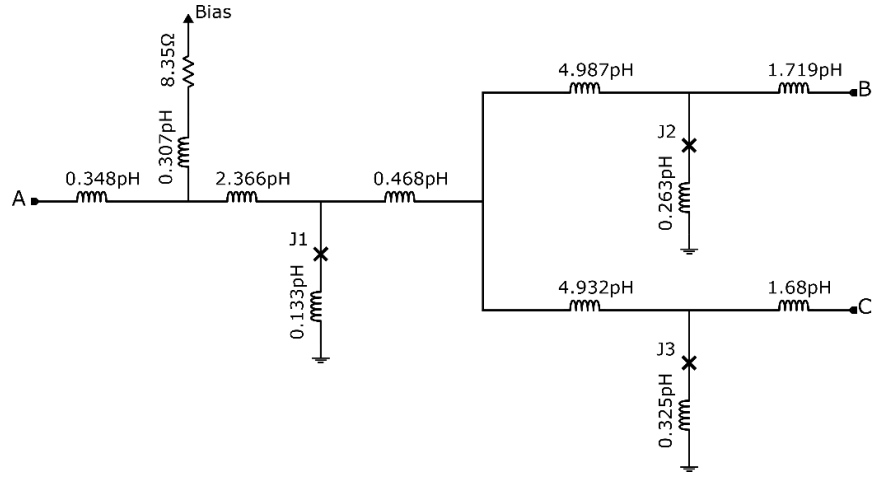 Bias
8.35Ω
0.307pH
4.987pH
1.719pH
B
J2
0.263pH
A
0.348pH
2.366pH
0.468pH
J1
0.133pH
4.932pH
1.68pH
C
J3
0.325pH